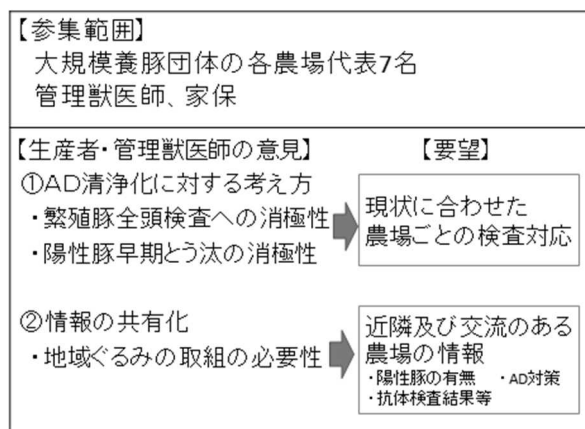 【参集範囲】
大規模養豚団体の各農場代表7名
管理獣医師、家保
【生産者・管理獣医師の意見】
【要望】
①AD清浄化に対する考え方
・繁殖豚全頭検査への消極性
・陽性豚早期とう汰の消極性
現状に合わせた
農場ごとの検査対応
②情報の共有化
・地域ぐるみの取組の必要性
近隣及び交流のある
農場の情報
・陽性豚の有無 ・AD対策
・抗体検査結果等